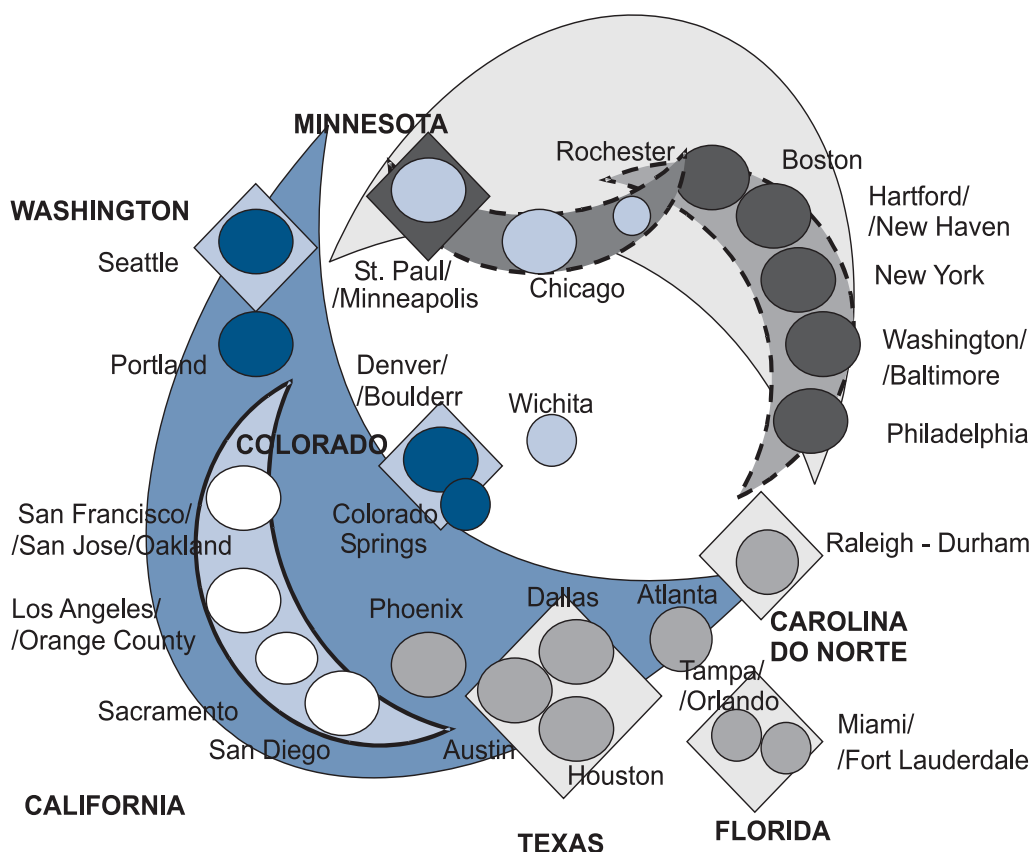 MINNESOTA
Rochester
Boston
WASHINGTON
Hartford/
/New Haven
Seattle
St. Paul/
/Minneapolis
Chicago
New York
Portland
Denver/
/Boulderr
Wichita
Washington/
/Baltimore
COLORADO
Philadelphia
San Francisco/
/San Jose/Oakland
Colorado
Springs
Raleigh - Durham
Los Angeles/
/Orange County
Phoenix
Dallas
Atlanta
CAROLINA
DO NORTE
Tampa/
/Orlando
Sacramento
San Diego
Austin
Houston
Miami/
/Fort Lauderdale
CALIFORNIA
TEXAS
FLORIDA